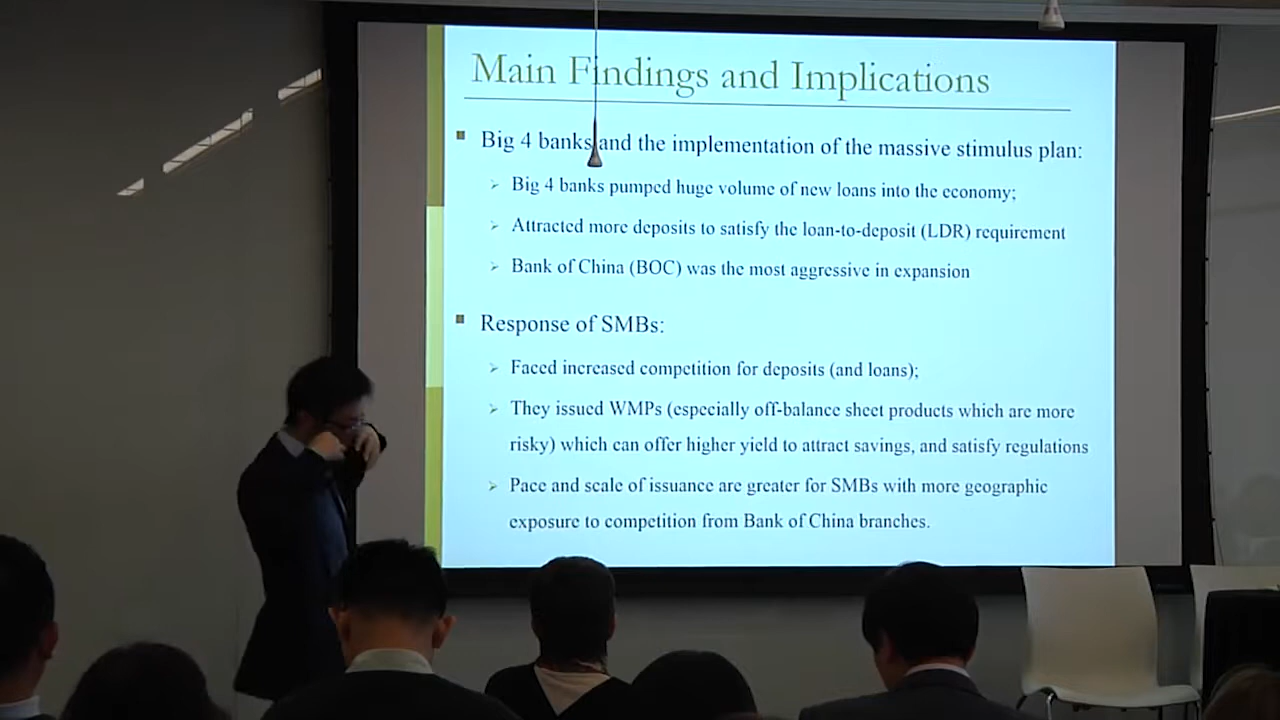 Main Findings and Implications
Big 4 banks and the implementation of the massive stimulus plan:
Big 4 banks pumped huge volume of new loans into the economy;
Attracted more deposits to satisfy the loan-to-deposit (LDR) requirement
Bank of China (BOC) was the most aggressive in expansion
Response of SMBs:
Faced increased competition for deposits (and loans);
They issued WMPs (especially off-balance sheet products which are more
risky) which can offer higher yield to attract savings, and satisfy regulations
Pace and scale of issuance are greater for SMBs with more geographic
exposure to competition from Bank of China branches.